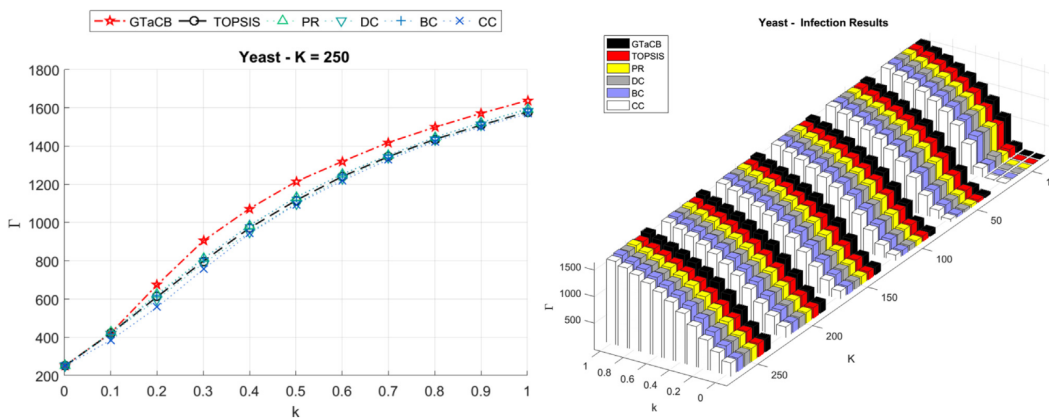 GTaCB TOPSIS PR DC BC CC
Yeast - K = 250
1800
1600
1400
1200
1000
800
600
400
200
Γ
0 0.1 0.2 0.3 0.4 0.5 0.6 0.7 0.8 0.9 1
k
Yeast - Infection Results
GTaCB
TOPSIS
PR
DC
BC
CC
1500
1000
500
Γ
1 0.8 0.6 0.4 0.2 0
k
250
200
150
100
50
1
K